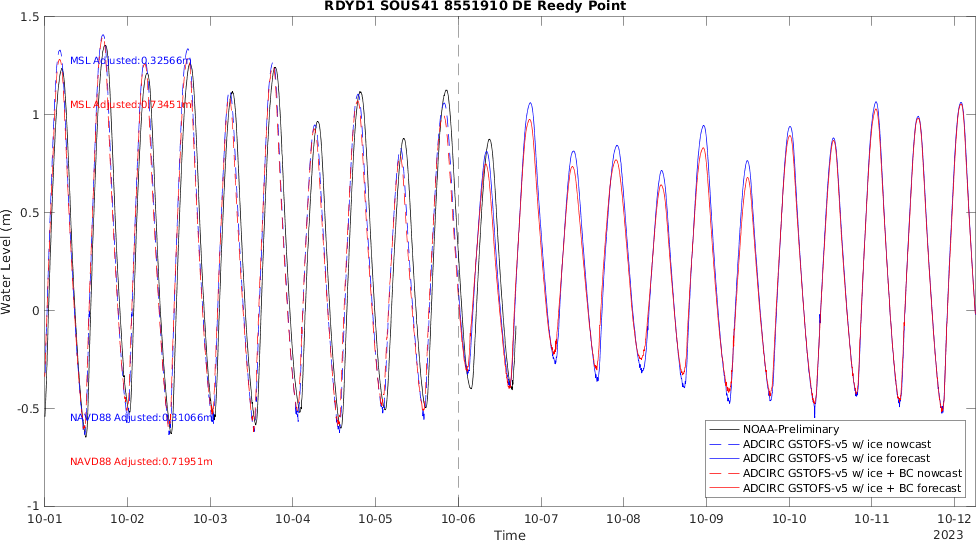 RDYD1 SOUS41 8551910 DE Reedy Point
1.5
1
0.5
0
-0.5
-1
Water Level (m)
MSL Adjusted:0.32566m
MSL Adjusted:0.73451m
NAVD88 Adjusted:0.31066m
NAVD88 Adjusted:0.71951m
NOAA-Preliminary
ADCIRC GSTOFS-v5 w/ ice nowcast
ADCIRC GSTOFS-v5 w/ ice forecast
ADCIRC GSTOFS-v5 w/ ice + BC nowcast
ADCIRC GSTOFS-v5 w/ ice + BC forecast
10-01 10-02 10-03 10-04 10-05 10-06 10-07 10-08 10-09 10-10 10-11 10-12
Time
2023